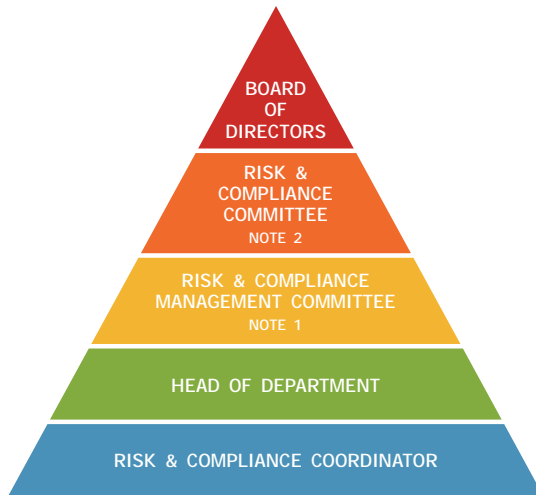 BOARD
OF
DIRECTORS
RISK &
COMPLIANCE
COMMITTEE
NOTE 2
RISK & COMPLIANCE
MANAGEMENT COMMITTEE
NOTE 1
HEAD OF DEPARTMENT
RISK & COMPLIANCE COORDINATOR